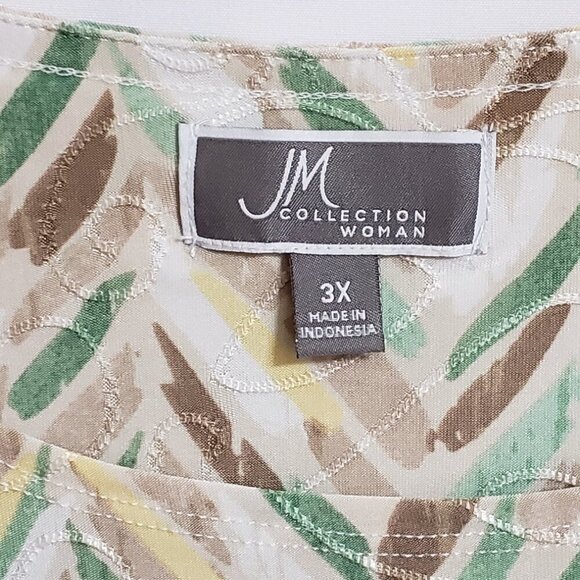 JM
COLLECTION
WOMAN
3X
MADE IN
INDONESIA